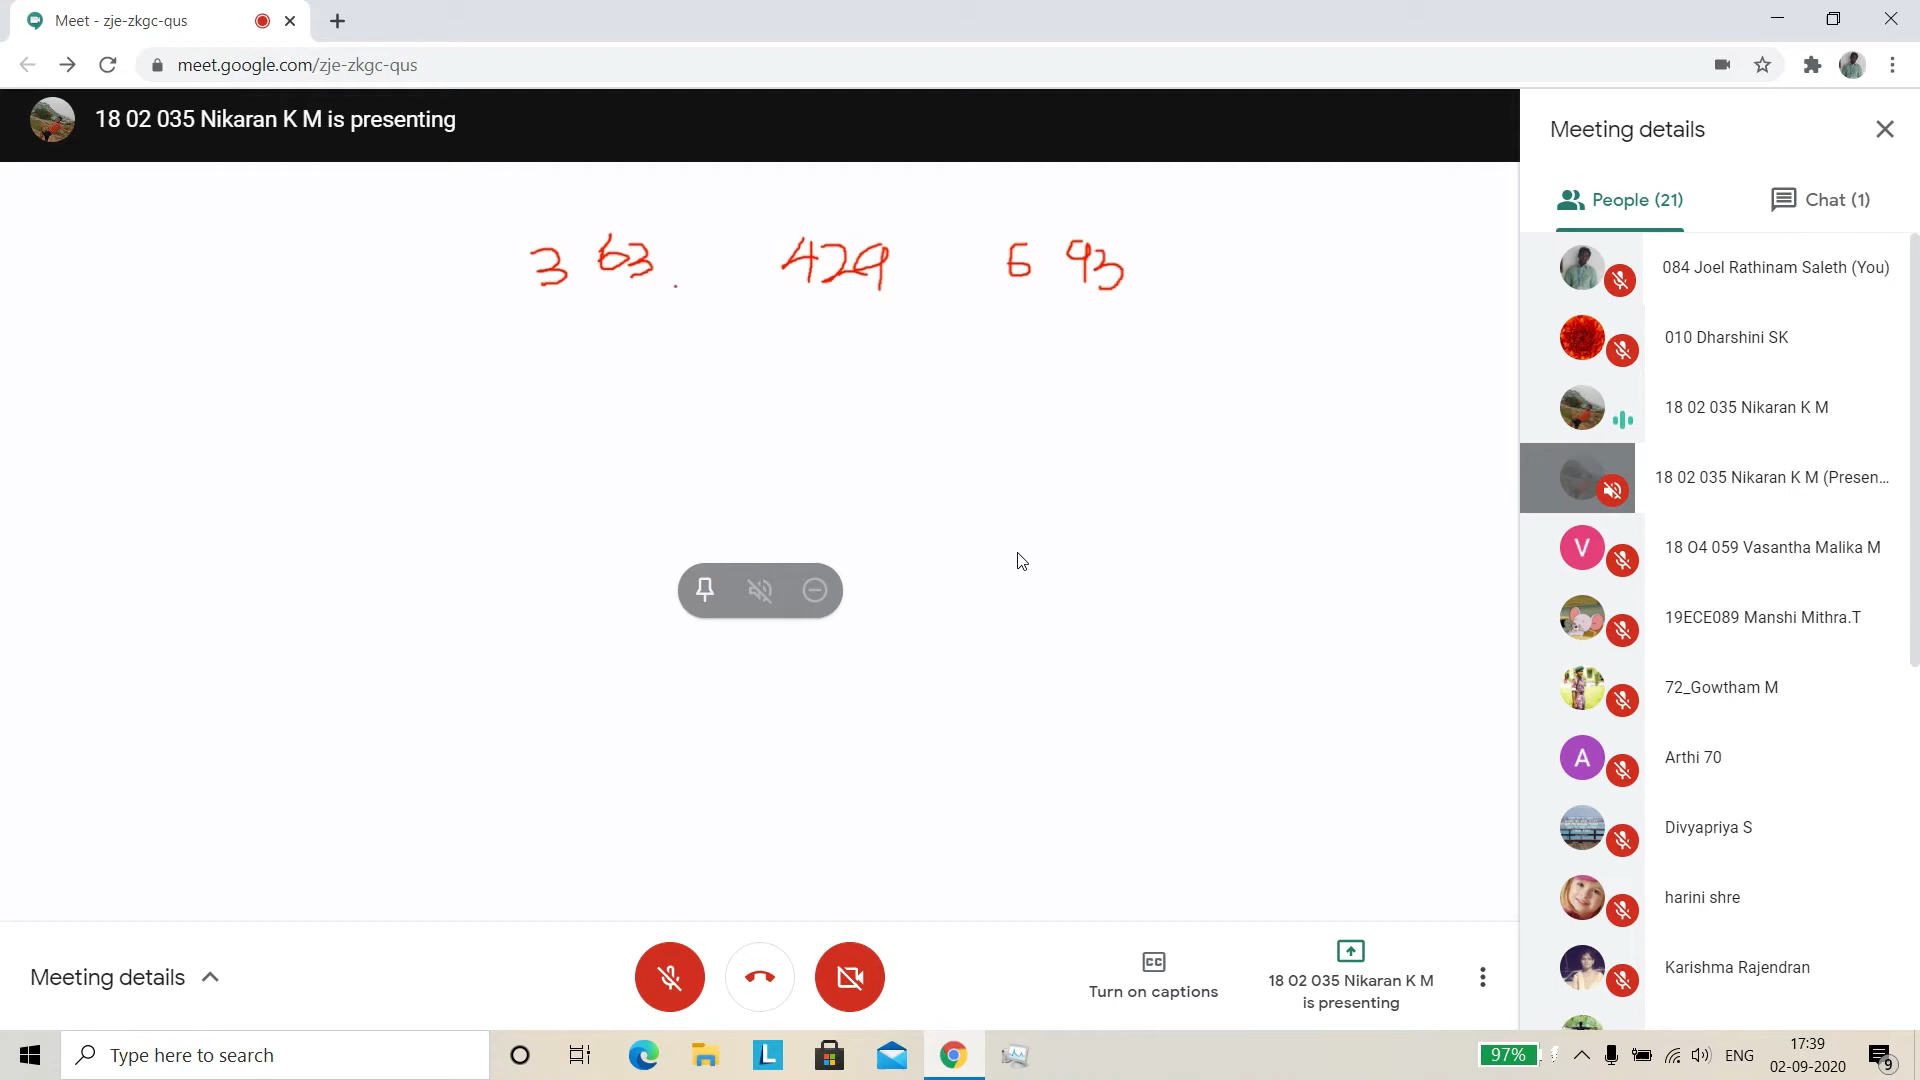 Meet - zje-zkgc-qus
meet.google.com/zje-zkgc-qus
18 02 035 Nikaran K M is presenting
3 63 . 429 6 93
Meeting details
People (21)
Chat (1)
084 Joel Rathinam Saleth (You)
010 Dharshini SK
18 02 035 Nikaran K M
18 02 035 Nikaran K M (Presen...
V
18 O4 059 Vasantha Malika M
19ECE089 Manshi Mithra.T
72_Gowtham M
A
Arthi 70
Divyapriya S
harini shre
Karishma Rajendran
Meeting details
CC
Turn on captions
18 02 035 Nikaran K M
is presenting
Type here to search
L
97%
ENG
17:39
02-09-2020
9